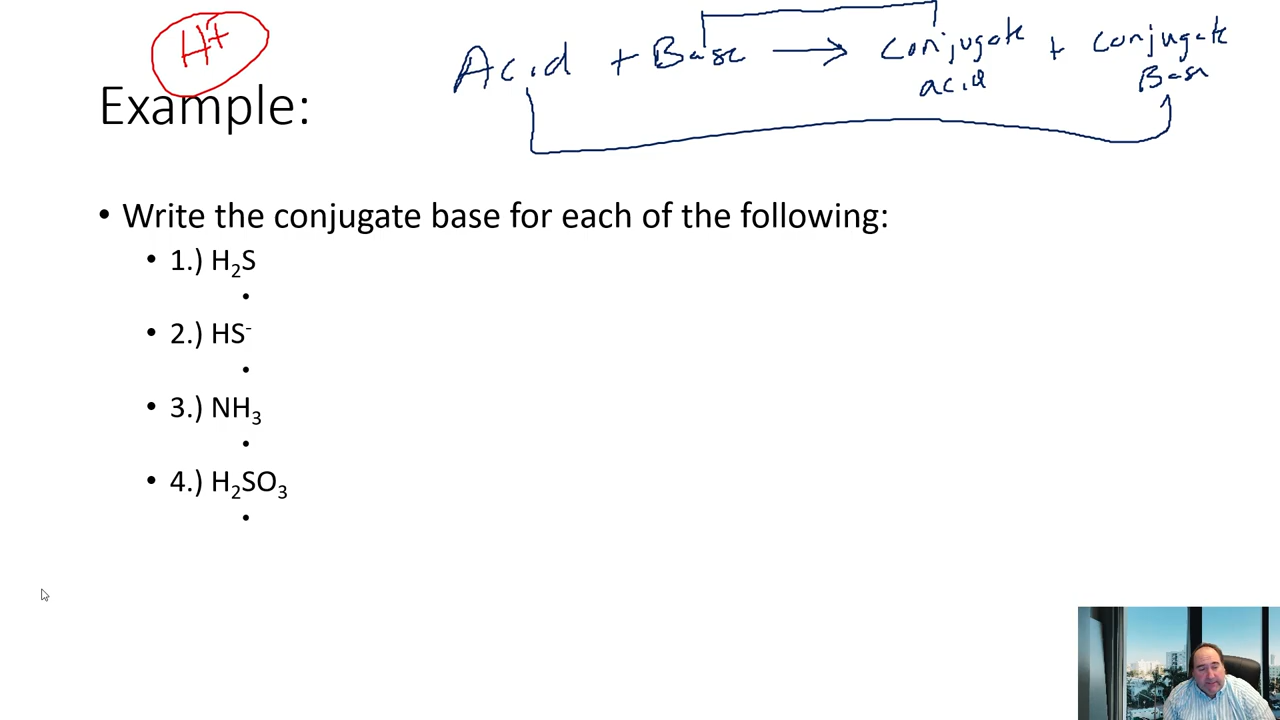 H+
Acid + Base → conjugate acid + conjugate Base
Example:
• Write the conjugate base for each of the following:
• 1.) H₂S
•
• 2.) HS⁻
•
• 3.) NH₃
•
• 4.) H₂SO₃
•